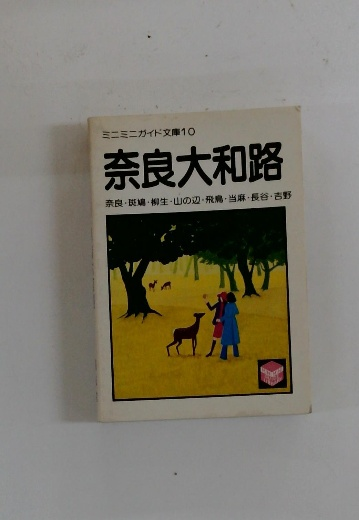 ミニミニガイド文庫10
奈良大和路
奈良・斑鳩・柳生・山の辺・飛鳥・当麻・長谷・吉野